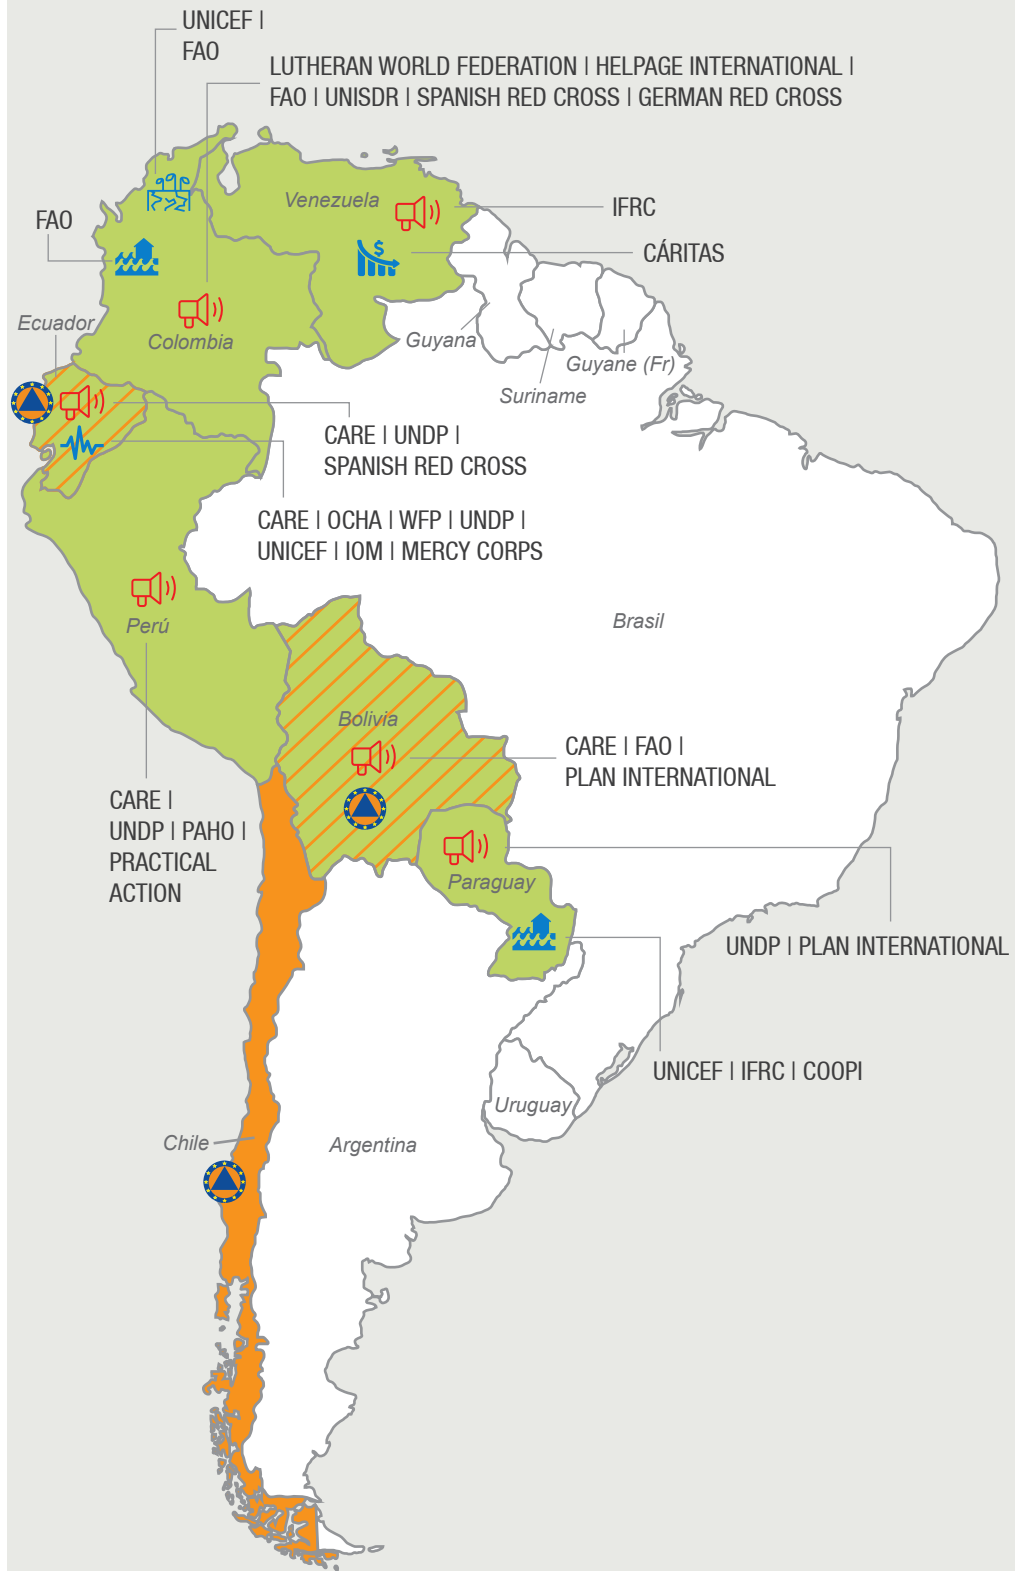 UNICEF |
FAO
LUTHERAN WORLD FEDERATION | HELPAGE INTERNATIONAL |
FAO | UNISDR | SPANISH RED CROSS | GERMAN RED CROSS
Venezuela
IFRC
FAO
CÁRITAS
Ecuador
Colombia
Guyana
Guyane (Fr)
Suriname
CARE | UNDP |
SPANISH RED CROSS
CARE | OCHA | WFP | UNDP |
UNICEF | IOM | MERCY CORPS
Perú
Brasil
Bolivia
CARE | FAO |
PLAN INTERNATIONAL
CARE |
UNDP | PAHO |
PRACTICAL
ACTION
Paraguay
UNDP | PLAN INTERNATIONAL
UNICEF | IFRC | COOPI
Uruguay
Chile
Argentina
$